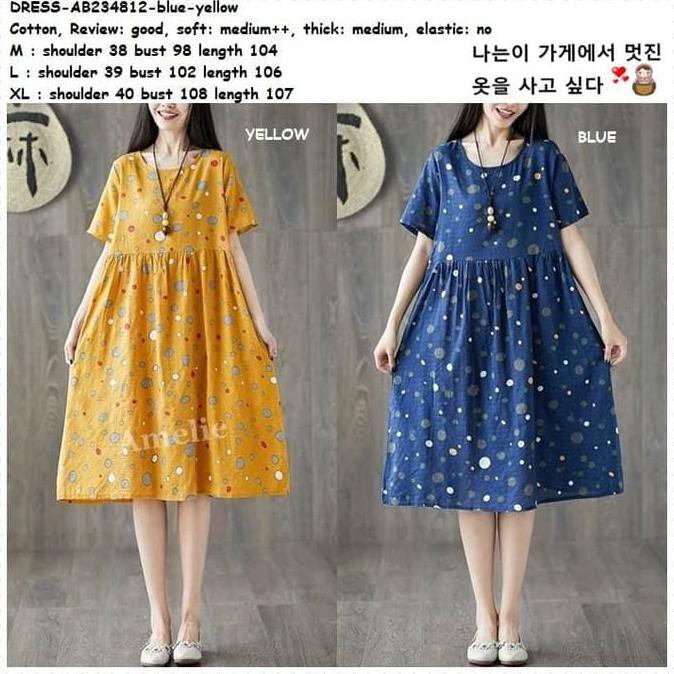 DRESS-AB234812-blue-yellow
Cotton, Review: good, soft: medium++, thick: medium, elastic: no
M : shoulder 38 bust 98 length 104
L : shoulder 39 bust 102 length 106
XL : shoulder 40 bust 108 length 107
나는이 가게에서 멋진
옷을 사고 싶다
YELLOW
BLUE
Amelie